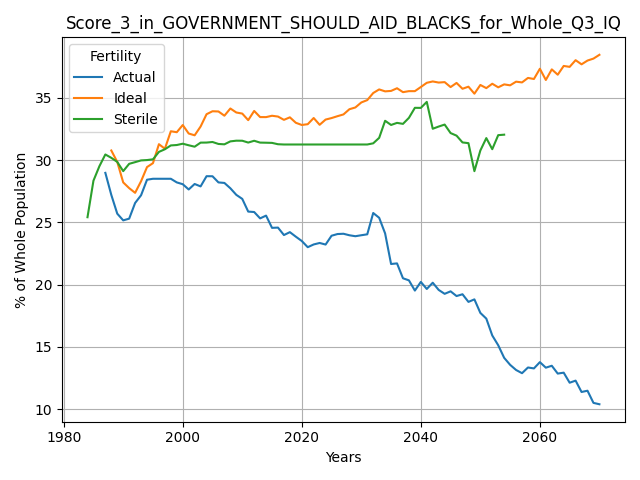 Score_3_in_GOVERNMENT_SHOULD_AID_BLACKS_for_Whole_Q3_IQ
Fertility
Actual
Ideal
Sterile
% of Whole Population
35
30
25
20
15
10
1980
2000
2020
2040
2060
Years